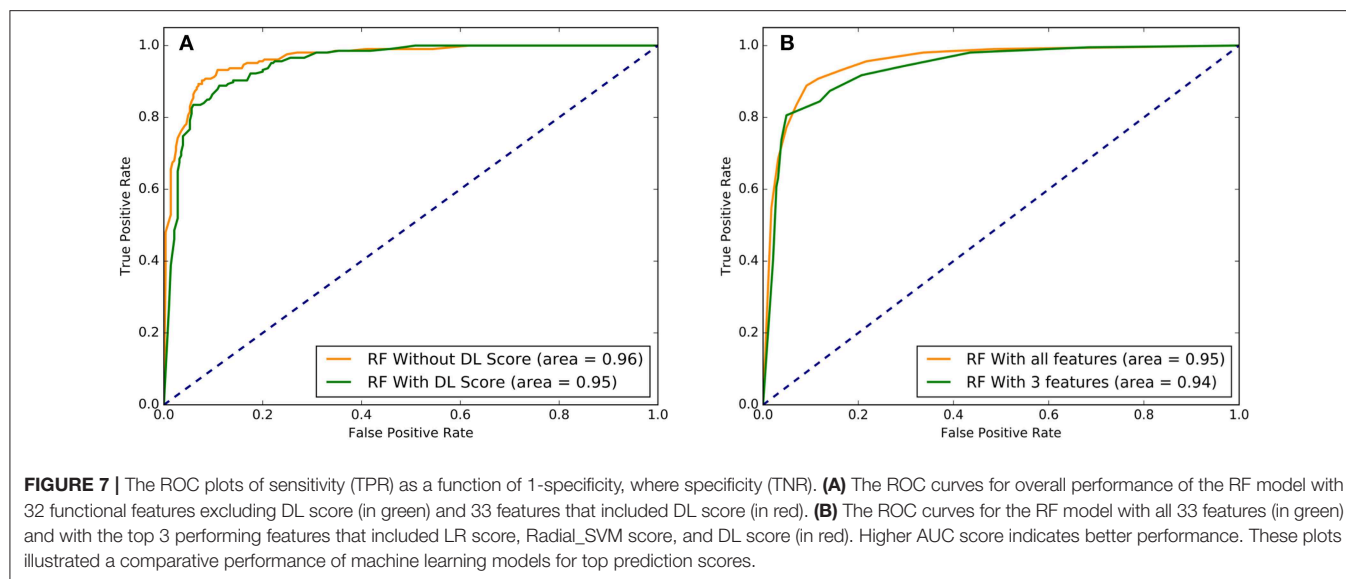 A
1.0
0.8
0.6
0.4
0.2
0.0
True Positive Rate
RF Without DL Score (area = 0.96)
RF With DL Score (area = 0.95)
0.0 0.2 0.4 0.6 0.8 1.0
False Positive Rate
B
1.0
0.8
0.6
0.4
0.2
0.0
True Positive Rate
RF With all features (area = 0.95)
RF With 3 features (area = 0.94)
0.0 0.2 0.4 0.6 0.8 1.0
False Positive Rate
FIGURE 7 | The ROC plots of sensitivity (TPR) as a function of 1-specificity, where specificity (TNR). (A) The ROC curves for overall performance of the RF model with
32 functional features excluding DL score (in green) and 33 features that included DL score (in red). (B) The ROC curves for the RF model with all 33 features (in green)
and with the top 3 performing features that included LR score, Radial_SVM score, and DL score (in red). Higher AUC score indicates better performance. These plots
illustrated a comparative performance of machine learning models for top prediction scores.